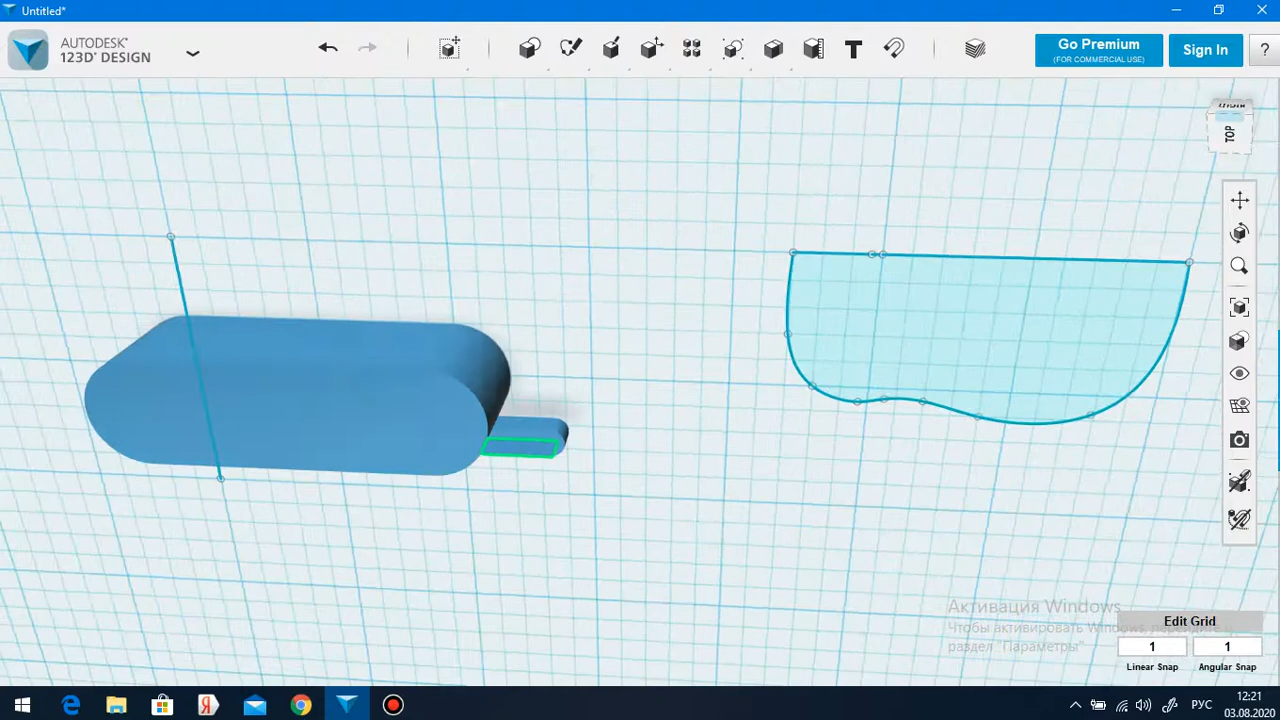 Untitled*
AUTODESK®
123D® DESIGN
Go Premium
(FOR COMMERCIAL USE)
Sign In
?
T
TOP
Активация Windows
Чтобы активировать Windows, перейдите в
раздел "Параметры"
Edit Grid
1
1
Linear Snap
Angular Snap
РУС
12:21
03.08.2020